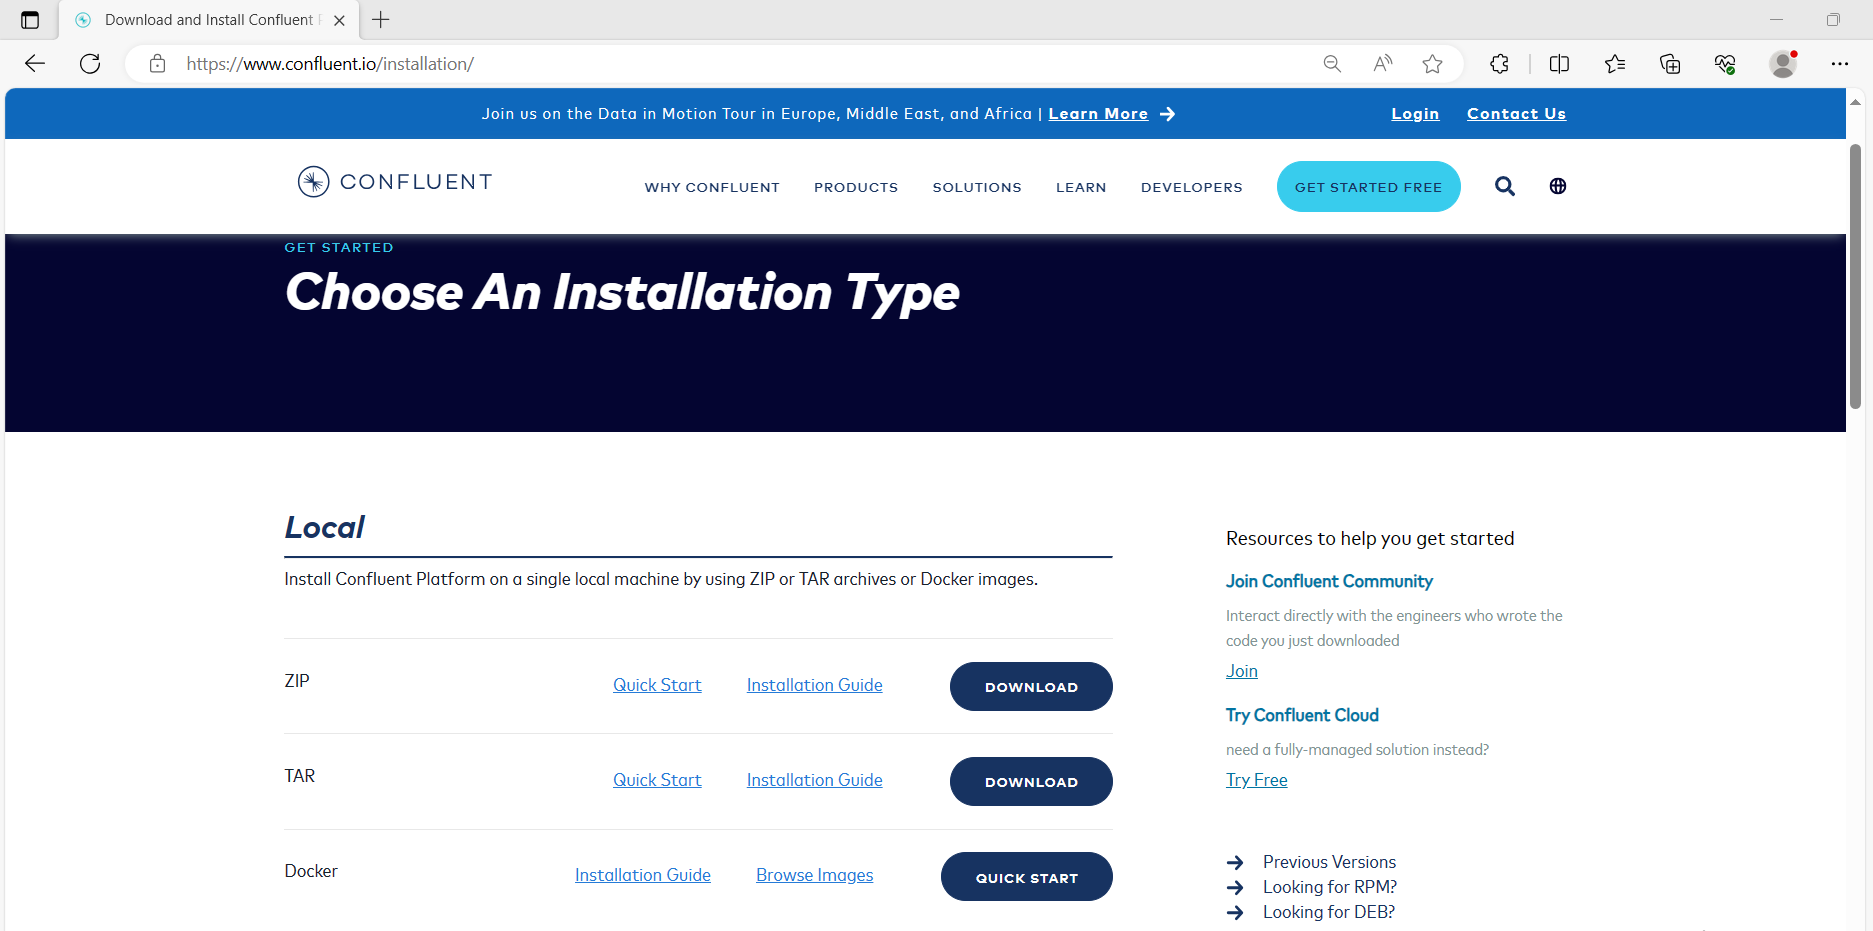 Download and Install Confluent
https://www.confluent.io/installation/
Join us on the Data in Motion Tour in Europe, Middle East, and Africa | Learn More
Login Contact Us
CONFLUENT
WHY CONFLUENT PRODUCTS SOLUTIONS LEARN DEVELOPERS GET STARTED FREE
GET STARTED
Choose An Installation Type
Local
Install Confluent Platform on a single local machine by using ZIP or TAR archives or Docker images.
ZIP Quick Start Installation Guide DOWNLOAD
TAR Quick Start Installation Guide DOWNLOAD
Docker Installation Guide Browse Images QUICK START
Resources to help you get started
Join Confluent Community
Interact directly with the engineers who wrote the
code you just downloaded
Join
Try Confluent Cloud
need a fully-managed solution instead?
Try Free
Previous Versions
Looking for RPM?
Looking for DEB?